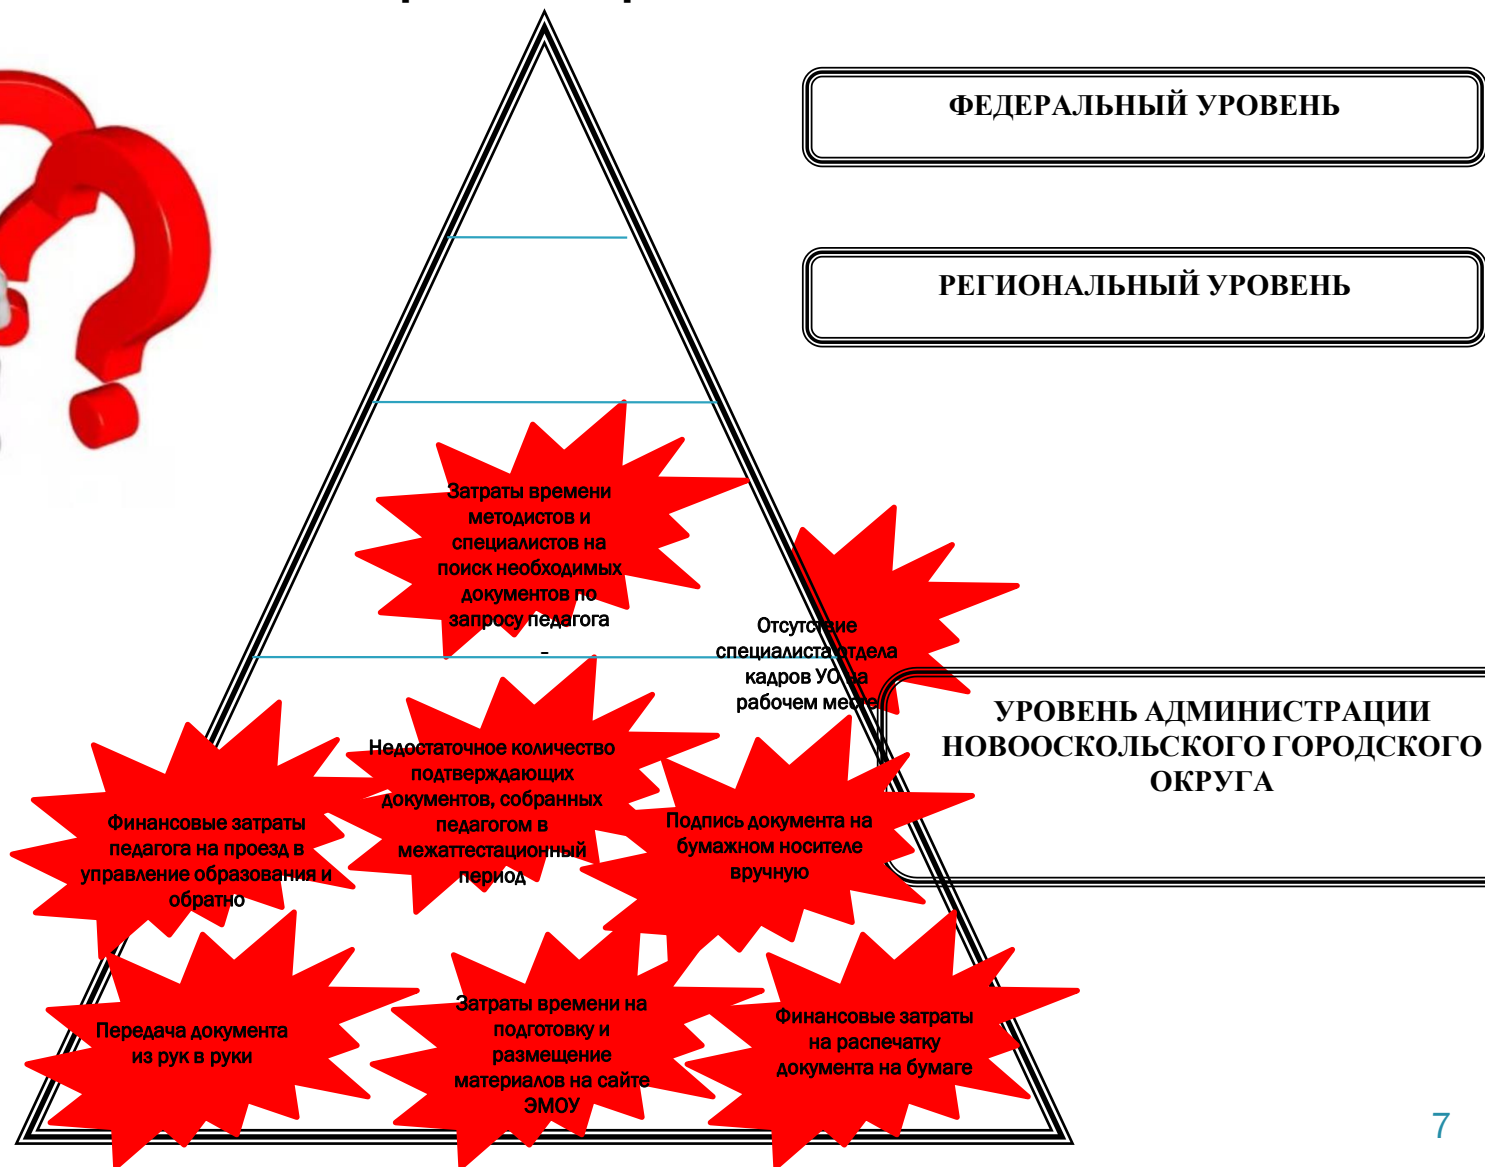 ФЕДЕРАЛЬНЫЙ УРОВЕНЬ
РЕГИОНАЛЬНЫЙ УРОВЕНЬ
Затраты времени
методистов и
специалистов на
поиск необходимых
документов по
запросу педагога
-
Отсутствие
специалиста отдела
кадров УО на
рабочем месте
УРОВЕНЬ АДМИНИСТРАЦИИ
НОВООСКОЛЬСКОГО ГОРОДСКОГО
ОКРУГА
Недостаточное количество
подтверждающих
документов, собранных
педагогом в
межаттестационный
период
Финансовые затраты
педагога на проезд в
управление образования и
обратно
Подпись документа на
бумажном носителе
вручную
Передача документа
из рук в руки
Затраты времени на
подготовку и
размещение
материалов на сайте
ЭМОУ
Финансовые затраты
на распечатку
документа на бумаге
7